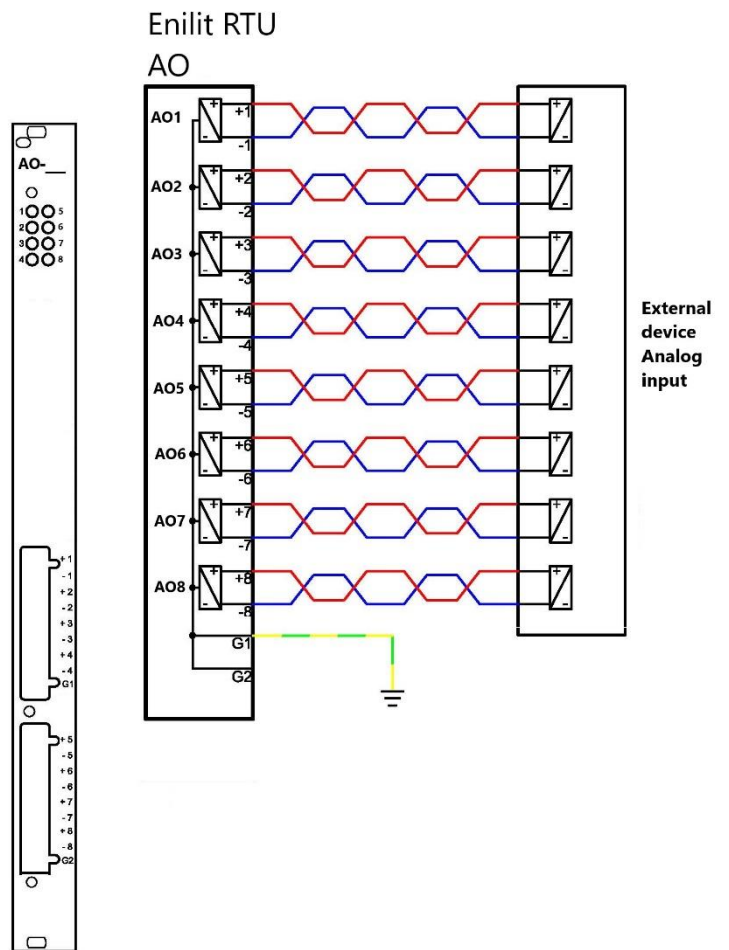 Enilit RTU
AO
AO-__
1 5
2 6
3 7
4 8
+1
-1
+2
-2
+3
-3
+4
-4
G1
+5
-5
+6
-6
+7
-7
+8
-8
G2
AO1 + - +1
-1
AO2 + - +2
-2
AO3 + - +3
-3
AO4 + - +4
-4
AO5 + - +5
-5
AO6 + - +6
-6
AO7 + - +7
-7
AO8 + - +8
-8
G1
G2
+ -
+ -
+ -
+ -
+ -
+ -
+ -
+ -
External
device
Analog
input